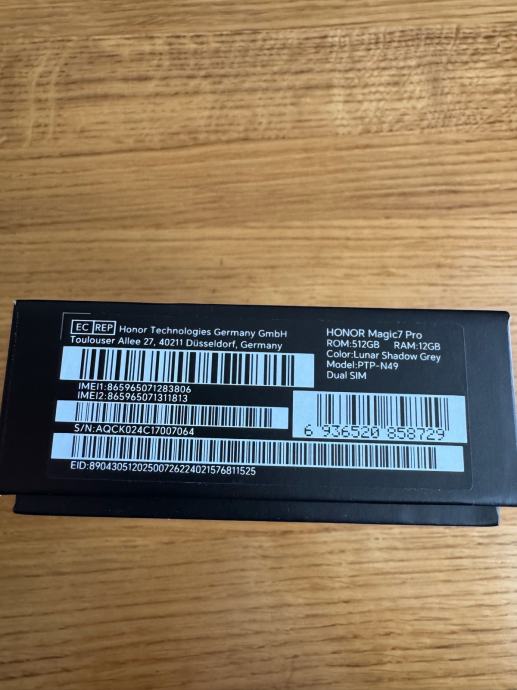 EC REP Honor Technologies Germany GmbH
Toulouser Allee 27, 40211 Düsseldorf, Germany
IMEI1:865965071283806
IMEI2:865965071311813
S/N:AQCK024C17007064
EID:89043051202500726224021576811525
HONOR Magic7 Pro
ROM:512GB RAM:12GB
Color:Lunar Shadow Grey
Model:PTP-N49
Dual SIM
6 936520 858729